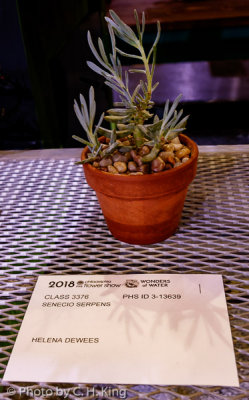 2018 philadelphia flower show WONDERS of WATER
CLASS 3376 PHS ID 3-13639
SENECIO SERPENS
HELENA DEWEES
© Photo by C. H. King